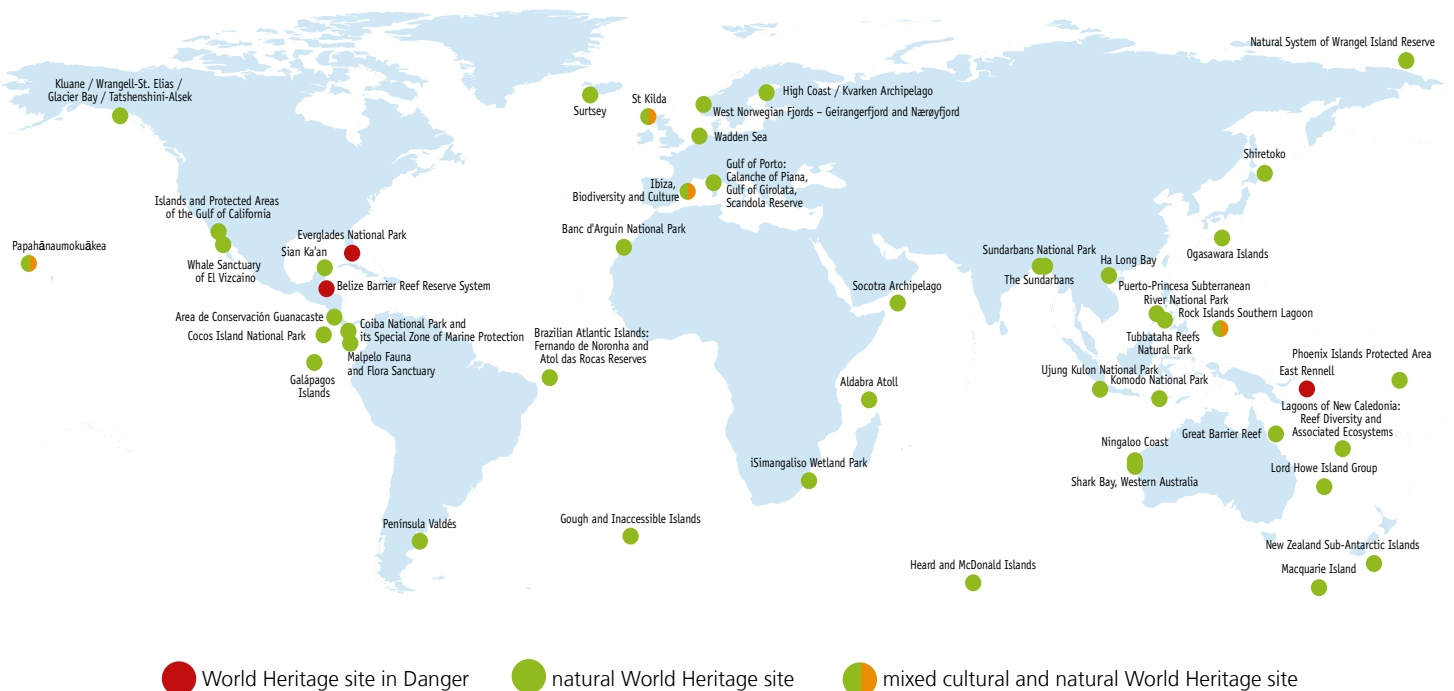 Natural System of Wrangel Island Reserve
Kluane / Wrangell-St. Elias /
Glacier Bay / Tatshenshini-Alsek
High Coast / Kvarken Archipelago
Surtsey
St Kilda
West Norwegian Fjords – Geirangerfjord and Nærøyfjord
Wadden Sea
Shiretoko
Gulf of Porto:
Calanche of Piana,
Gulf of Girolata,
Scandola Reserve
Ibiza,
Biodiversity and Culture
Islands and Protected Areas
of the Gulf of California
Papahānaumokuākea
Everglades National Park
Sian Ka'an
Banc d'Arguin National Park
Sundarbans National Park
The Sundarbans
Ha Long Bay
Ogasawara Islands
Whale Sanctuary
of El Vizcaino
Belize Barrier Reef Reserve System
Socotra Archipelago
Puerto-Princesa Subterranean
River National Park
Rock Islands Southern Lagoon
Area de Conservación Guanacaste
Cocos Island National Park
Coiba National Park and
its Special Zone of Marine Protection
Brazilian Atlantic Islands:
Fernando de Noronha and
Atol das Rocas Reserves
Tubbataha Reefs
Natural Park
Malpelo Fauna
and Flora Sanctuary
Galápagos
Islands
Phoenix Islands Protected Area
East Rennell
Ujung Kulon National Park
Komodo National Park
Aldabra Atoll
Lagoons of New Caledonia:
Reef Diversity and
Associated Ecosystems
Great Barrier Reef
Ningaloo Coast
Shark Bay, Western Australia
Lord Howe Island Group
iSimangaliso Wetland Park
Península Valdés
Gough and Inaccessible Islands
New Zealand Sub-Antarctic Islands
Heard and McDonald Islands
Macquarie Island
World Heritage site in Danger
natural World Heritage site
mixed cultural and natural World Heritage site